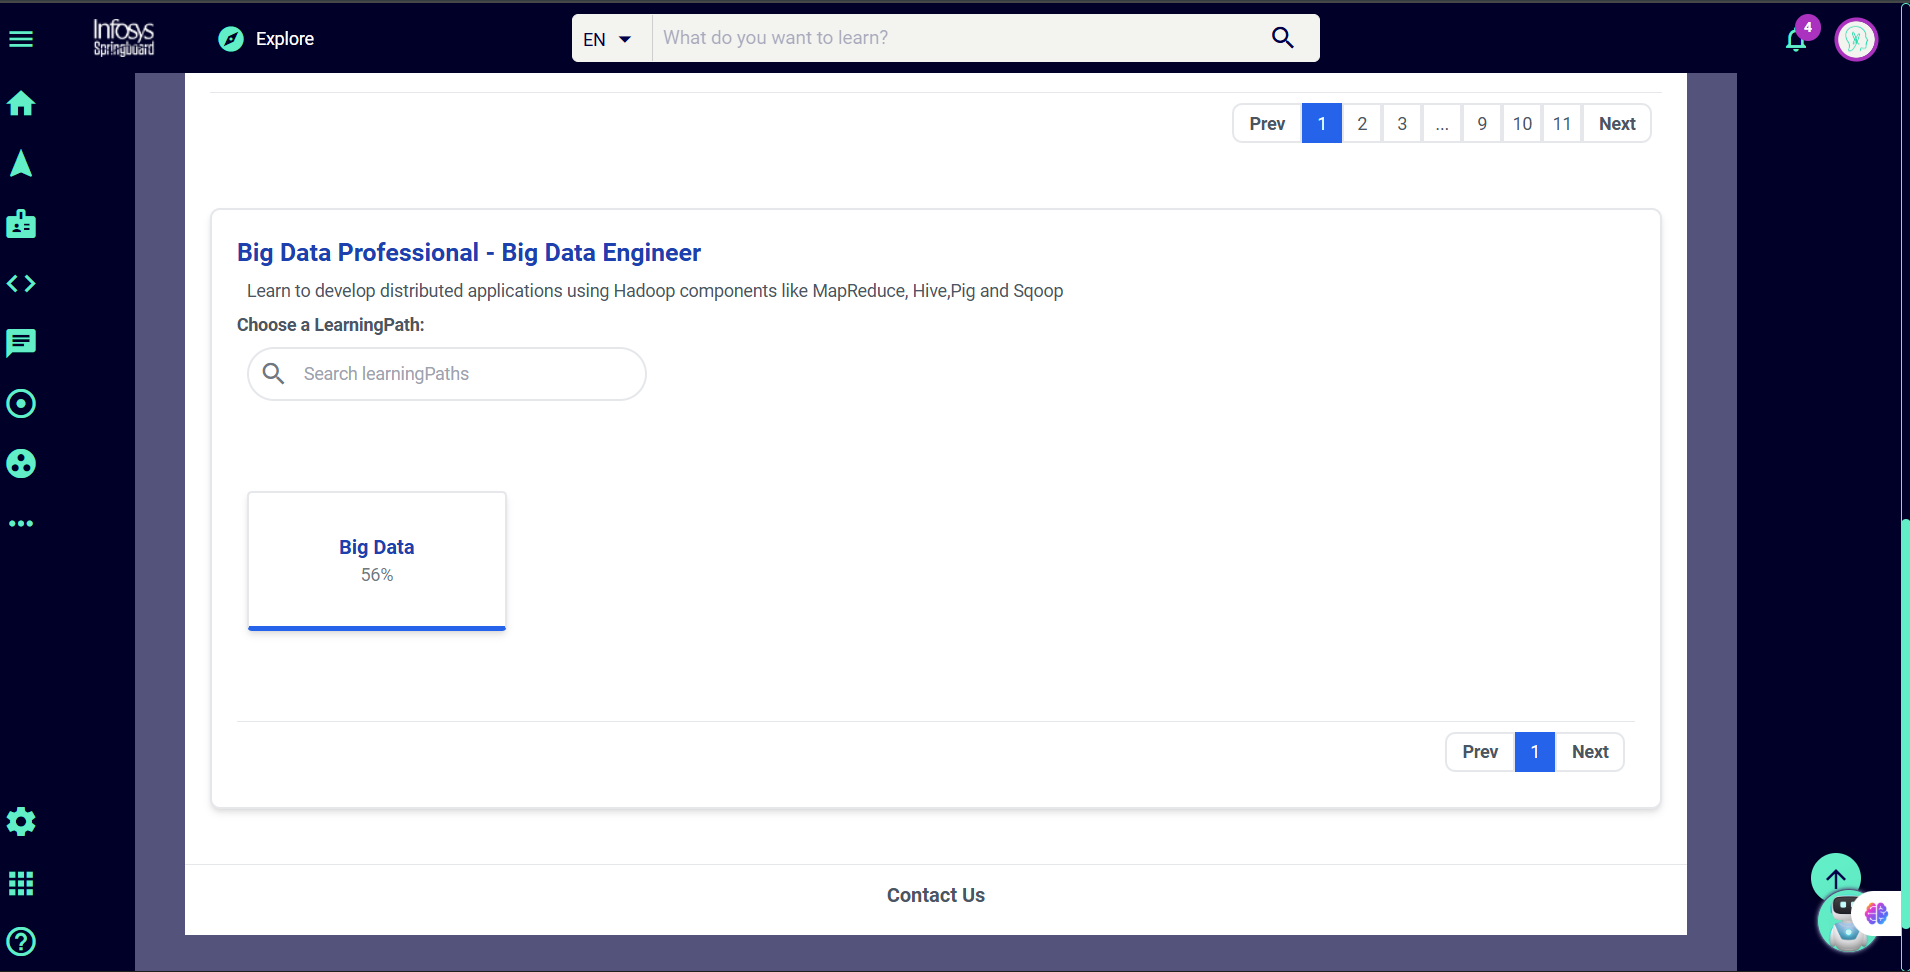 Infosys
Springboard
Explore
EN
What do you want to learn?
4
Prev 1 2 3 ... 9 10 11 Next
Big Data Professional - Big Data Engineer
Learn to develop distributed applications using Hadoop components like MapReduce, Hive,Pig and Sqoop
Choose a LearningPath:
Search learningPaths
Big Data
56%
Prev 1 Next
Contact Us